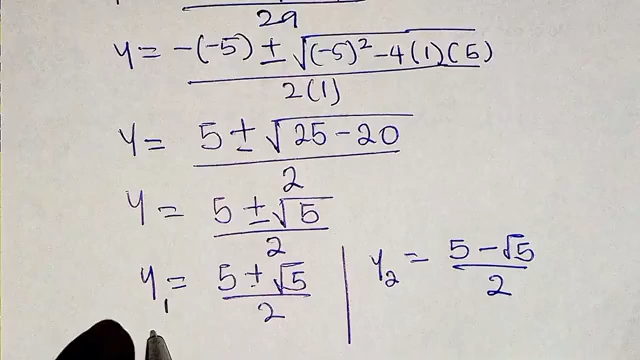 2a
y = -(-5) ± √(-5)² - 4(1)(5)
2(1)
y = 5 ± √25 - 20
2
y = 5 ± √5
2
y₁ = 5 ± √5
2
y₂ = 5 - √5
2